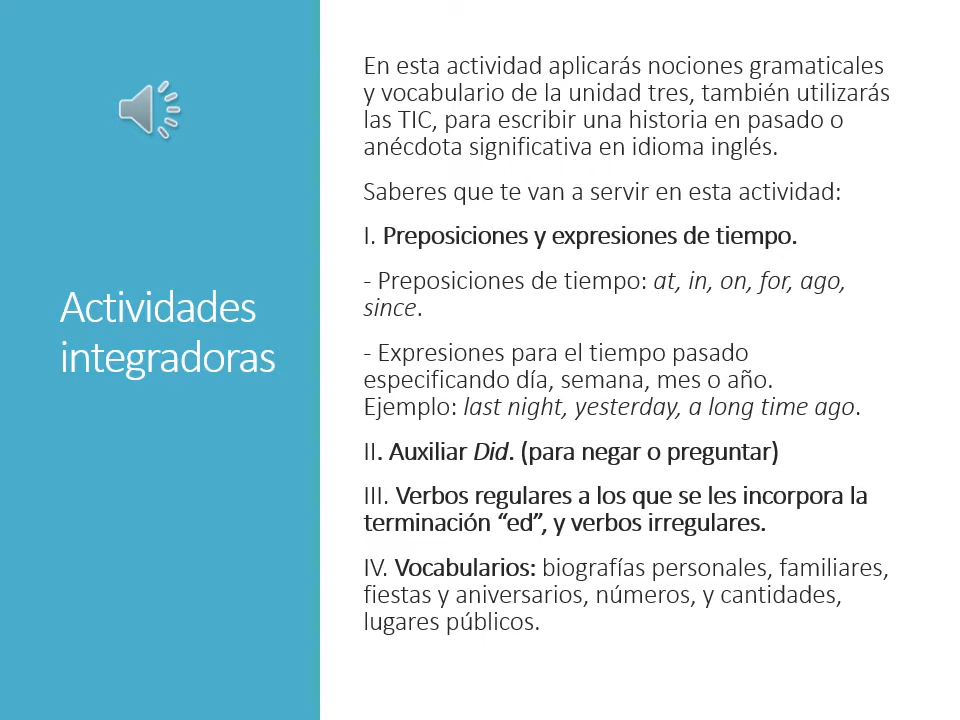 Actividades
integradoras
En esta actividad aplicarás nociones gramaticales
y vocabulario de la unidad tres, también utilizarás
las TIC, para escribir una historia en pasado o
anécdota significativa en idioma inglés.
Saberes que te van a servir en esta actividad:
I. Preposiciones y expresiones de tiempo.
- Preposiciones de tiempo: at, in, on, for, ago,
since.
- Expresiones para el tiempo pasado
especificando día, semana, mes o año.
Ejemplo: last night, yesterday, a long time ago.
II. Auxiliar Did. (para negar o preguntar)
III. Verbos regulares a los que se les incorpora la
terminación “ed”, y verbos irregulares.
IV. Vocabularios: biografías personales, familiares,
fiestas y aniversarios, números, y cantidades,
lugares públicos.